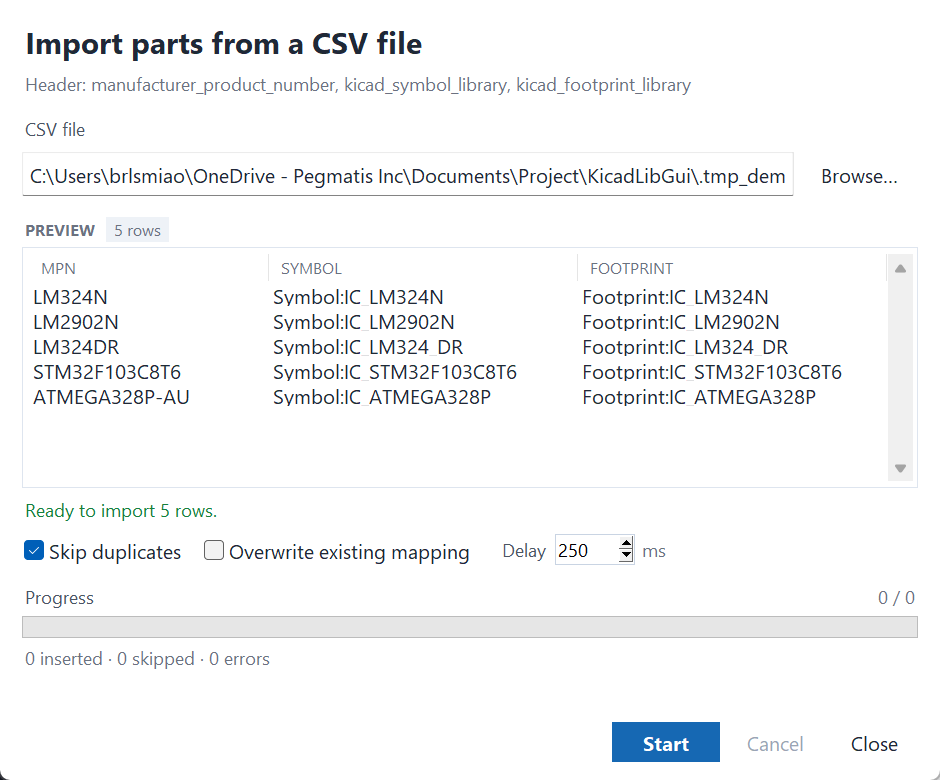 Import parts from a CSV file
Header: manufacturer_product_number, kicad_symbol_library, kicad_footprint_library
CSV file
C:\Users\brlsmiao\OneDrive - Pegmatis Inc\Documents\Project\KicadLibGui\.tmp_dem Browse...
PREVIEW 5 rows
MPN SYMBOL FOOTPRINT
LM324N Symbol:IC_LM324N Footprint:IC_LM324N
LM2902N Symbol:IC_LM2902N Footprint:IC_LM2902N
LM324DR Symbol:IC_LM324_DR Footprint:IC_LM324_DR
STM32F103C8T6 Symbol:IC_STM32F103C8T6 Footprint:IC_STM32F103C8T6
ATMEGA328P-AU Symbol:IC_ATMEGA328P Footprint:IC_ATMEGA328P
Ready to import 5 rows.
Skip duplicates Overwrite existing mapping Delay 250 ms
Progress 0 / 0
0 inserted · 0 skipped · 0 errors
Start Cancel Close